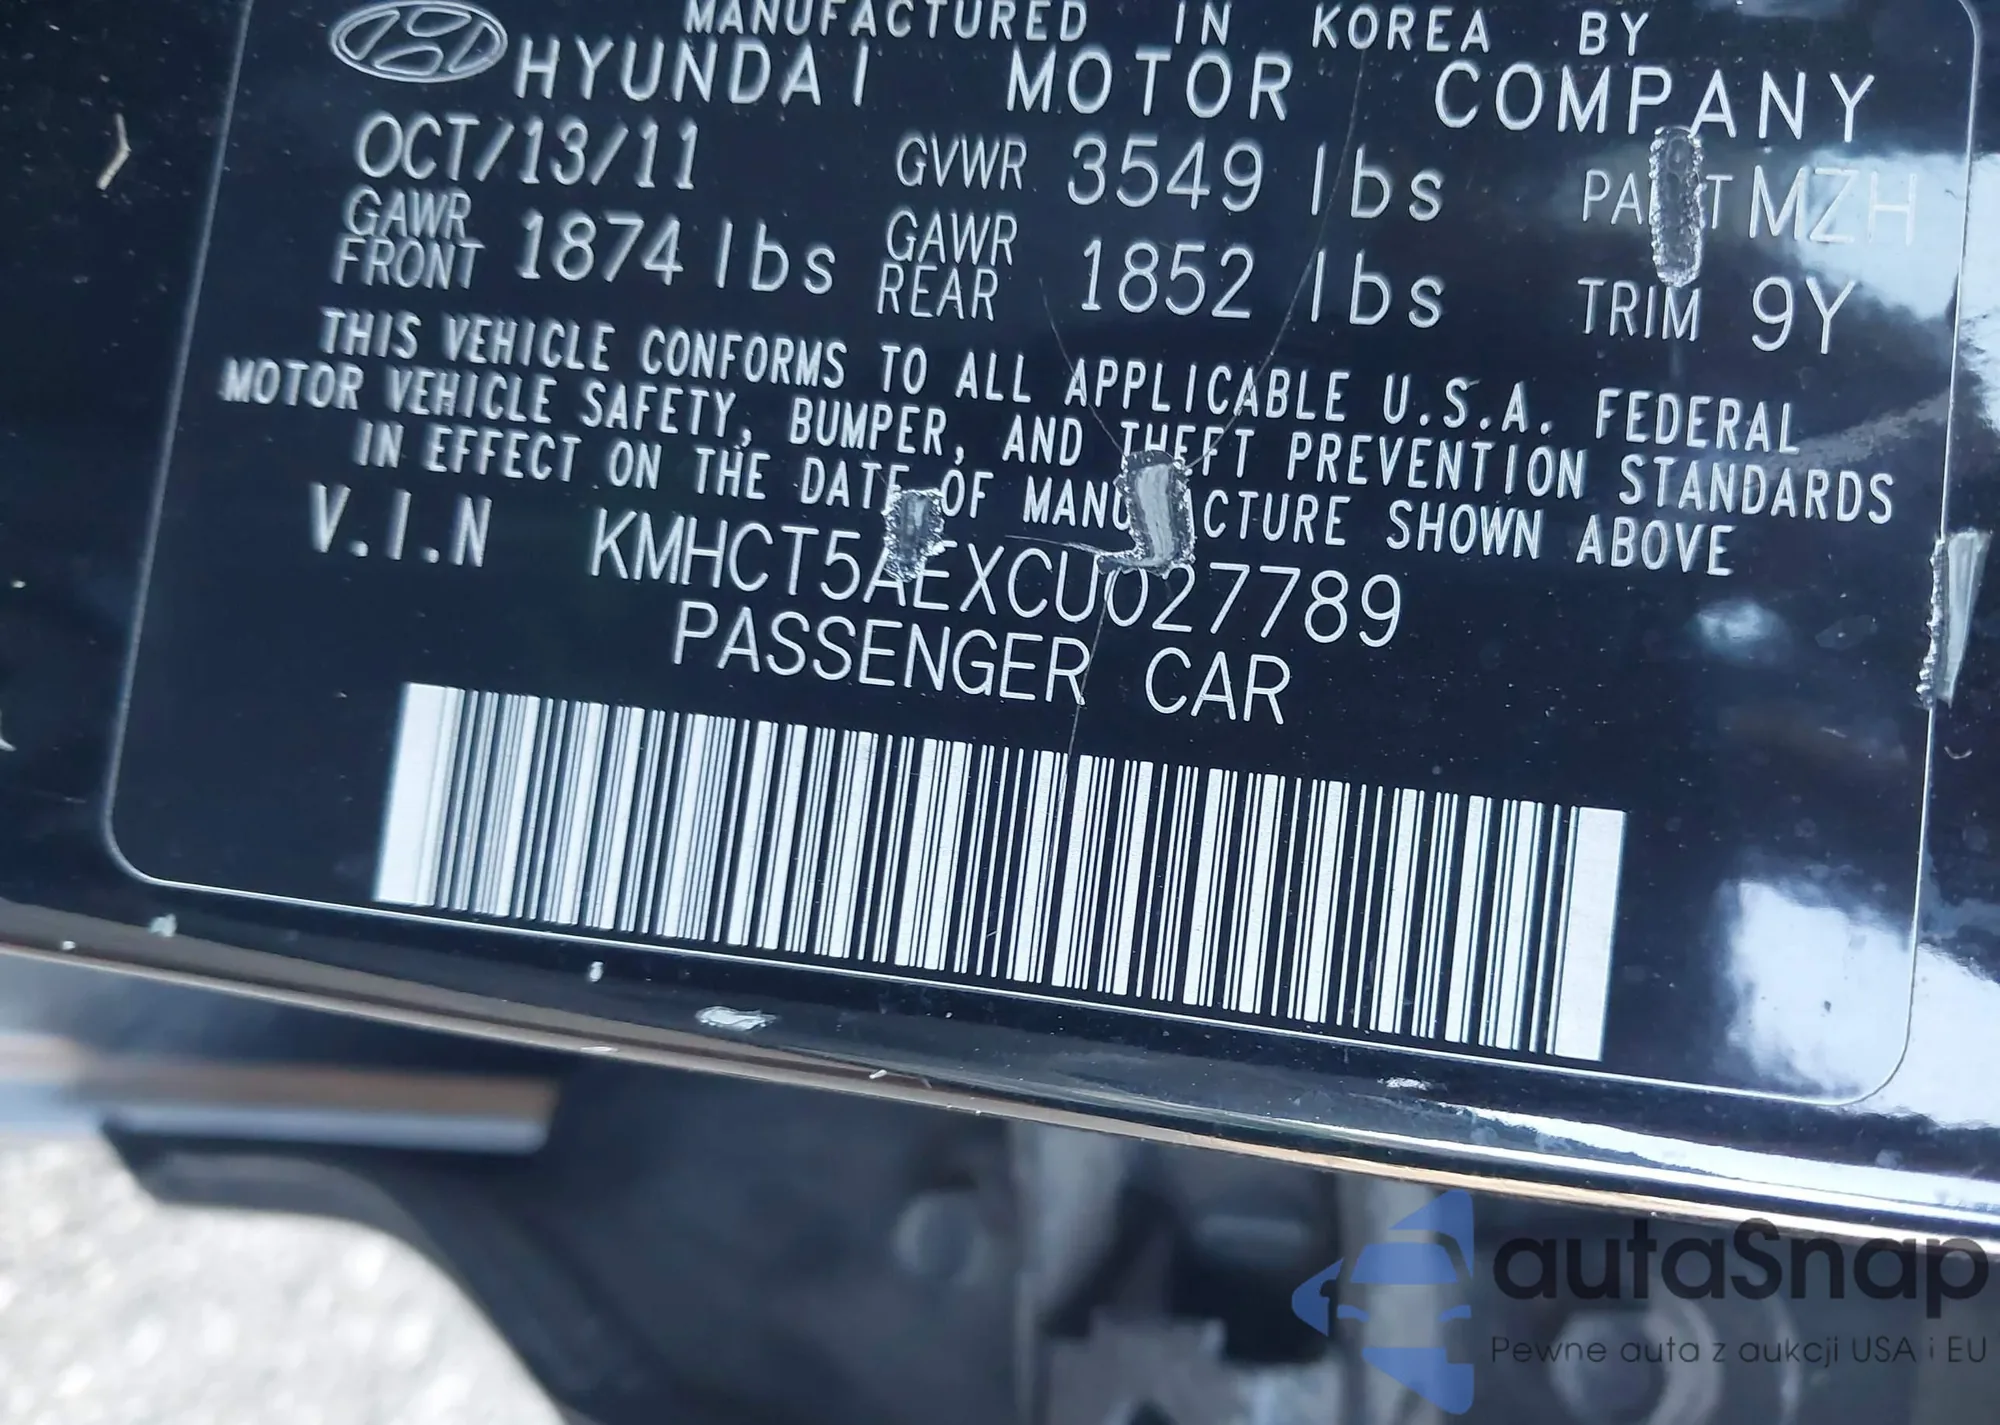 MANUFACTURED IN KOREA BY
HYUNDAI MOTOR COMPANY
OCT/13/11 GVWR 3549 lbs PAINT MZH
GAWR FRONT 1874 lbs GAWR REAR 1852 lbs TRIM 9Y
THIS VEHICLE CONFORMS TO ALL APPLICABLE U.S.A. FEDERAL
MOTOR VEHICLE SAFETY, BUMPER, AND THEFT PREVENTION STANDARDS
IN EFFECT ON THE DATE OF MANUFACTURE SHOWN ABOVE
V.I.N KMHCT5AEXCU027789
PASSENGER CAR
autaSnap
Pewne auta z aukcji USA i EU